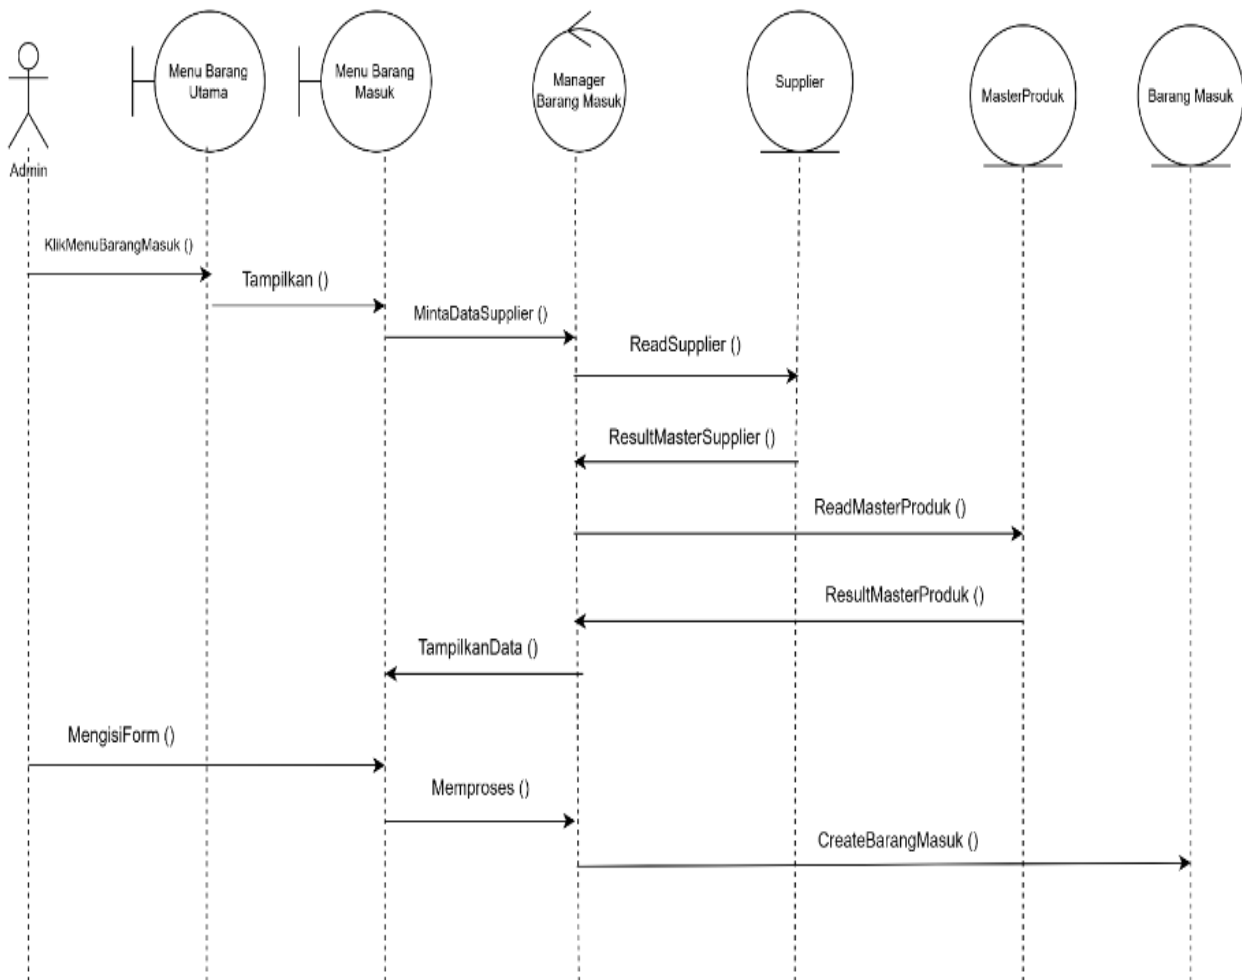 Menu Barang
Utama
Menu Barang
Masuk
Manager
Barang Masuk
Supplier
MasterProduk
Barang Masuk
Admin
KlikMenuBarangMasuk ()
Tampilkan ()
MintaDataSupplier ()
ReadSupplier ()
ResultMasterSupplier ()
ReadMasterProduk ()
ResultMasterProduk ()
TampilkanData ()
MengisiForm ()
Memproses ()
CreateBarangMasuk ()